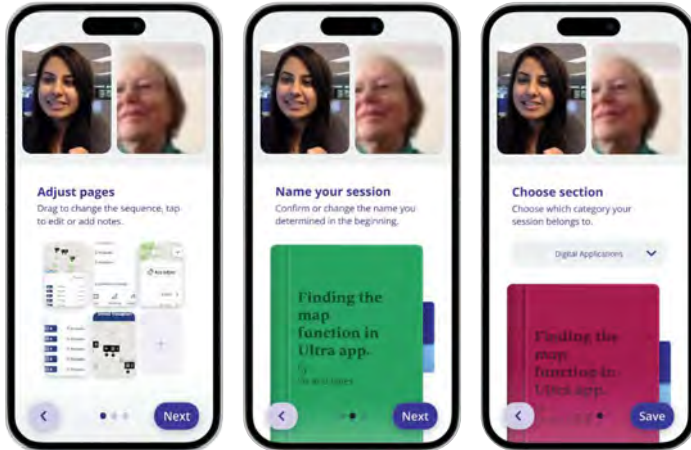 Adjust pages
Drag to change the sequence, tap
to edit or add notes.
Next
Name your session
Confirm or change the name you
determined in the beginning.
Finding the
map
function in
Ultra app.
Next
Choose section
Choose which category your
session belongs to.
Digital Applications
Finding the
map
function in
Ultra app.
Save